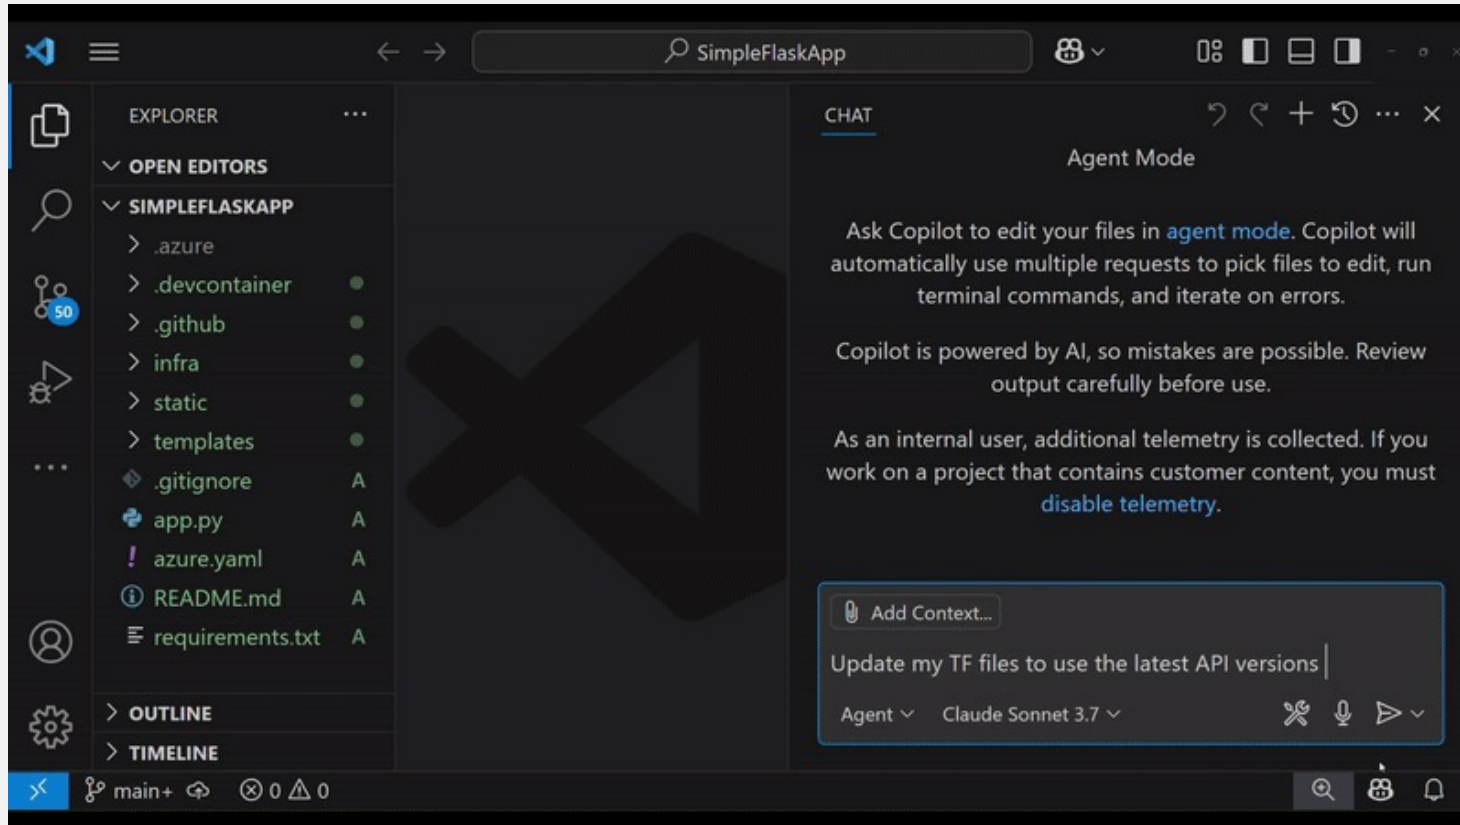 SimpleFlaskApp
EXPLORER
OPEN EDITORS
SIMPLEFLASKAPP
.azure
.devcontainer
.github
infra
static
templates
.gitignore A
app.py A
azure.yaml A
README.md A
requirements.txt A
OUTLINE
TIMELINE
50
CHAT
Agent Mode
Ask Copilot to edit your files in agent mode. Copilot will
automatically use multiple requests to pick files to edit, run
terminal commands, and iterate on errors.
Copilot is powered by AI, so mistakes are possible. Review
output carefully before use.
As an internal user, additional telemetry is collected. If you
work on a project that contains customer content, you must
disable telemetry.
Add Context...
Update my TF files to use the latest API versions
Agent Claude Sonnet 3.7
main+ 0 0